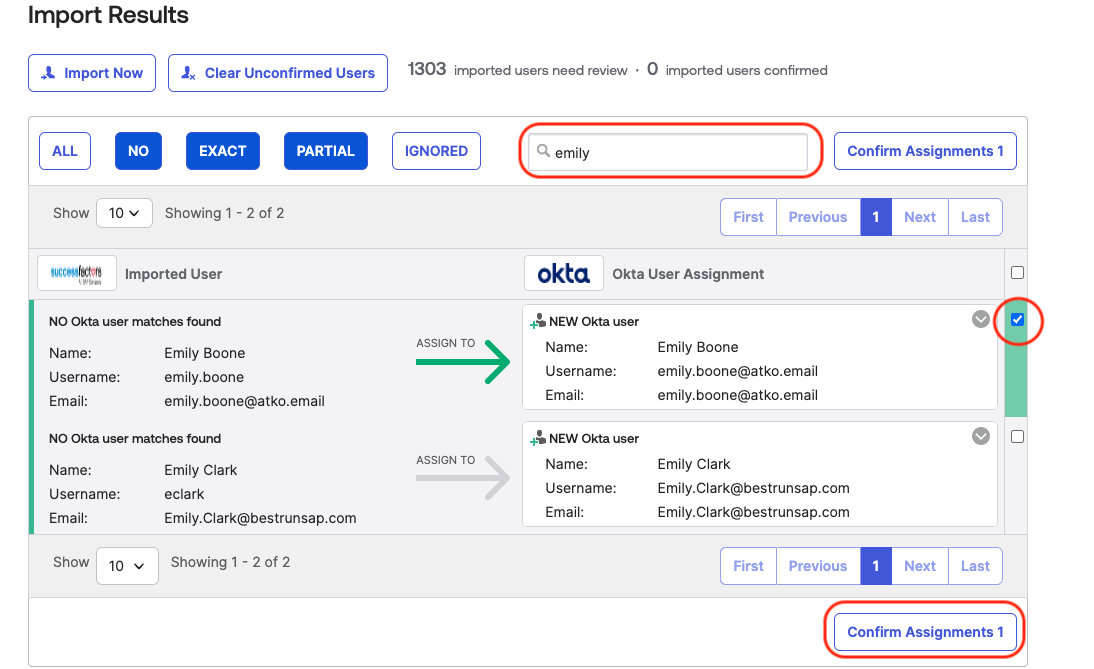 Import Results
Import Now Clear Unconfirmed Users 1303 imported users need review · 0 imported users confirmed
ALL NO EXACT PARTIAL IGNORED emily Confirm Assignments 1
Show 10 Showing 1 - 2 of 2 First Previous 1 Next Last
successfactors Imported User okta Okta User Assignment
NO Okta user matches found NEW Okta user
ASSIGN TO
Name: Emily Boone Name: Emily Boone
Username: emily.boone Username: emily.boone@atko.email
Email: emily.boone@atko.email Email: emily.boone@atko.email
NO Okta user matches found NEW Okta user
ASSIGN TO
Name: Emily Clark Name: Emily Clark
Username: eclark Username: Emily.Clark@bestrunsap.com
Email: Emily.Clark@bestrunsap.com Email: Emily.Clark@bestrunsap.com
Show 10 Showing 1 - 2 of 2 First Previous 1 Next Last
Confirm Assignments 1